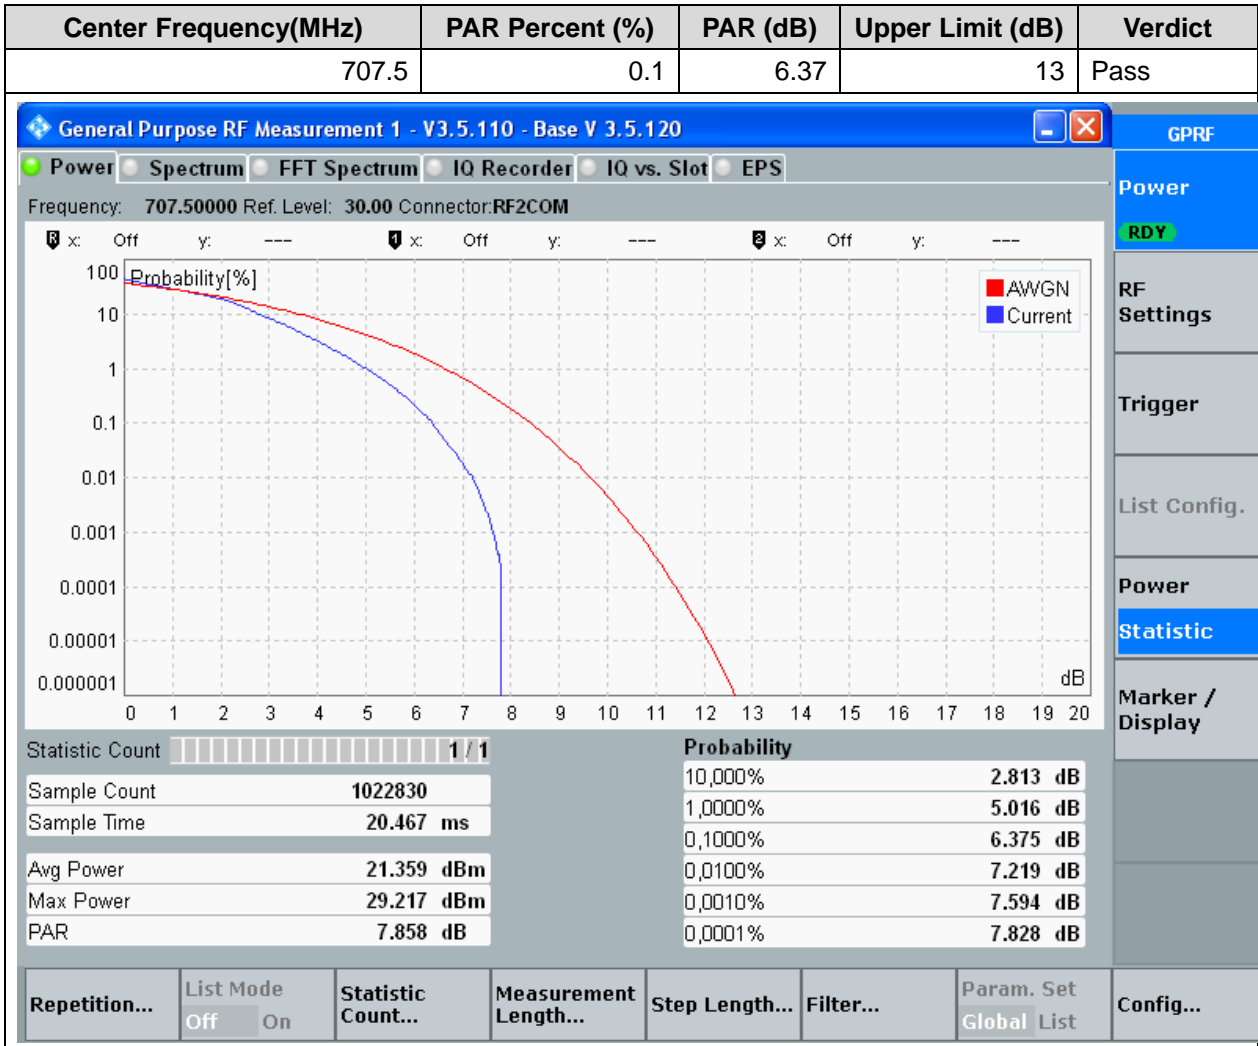 Center Frequency(MHz) PAR Percent (%) PAR (dB) Upper Limit (dB) Verdict
707.5 0.1 6.37 13 Pass
General Purpose RF Measurement 1 - V3.5.110 - Base V 3.5.120
GPRF
Power Spectrum FFT Spectrum IQ Recorder IQ vs. Slot EPS
Frequency: 707.50000 Ref. Level: 30.00 Connector:RF2COM
R x: Off y: --- 1 x: Off y: --- 2 x: Off y: ---
Probability[%]
100
10
1
0.1
0.01
0.001
0.0001
0.00001
0.000001
AWGN
Current
dB
0 1 2 3 4 5 6 7 8 9 10 11 12 13 14 15 16 17 18 19 20
Statistic Count 1 / 1
Sample Count 1022830
Sample Time 20.467 ms
Avg Power 21.359 dBm
Max Power 29.217 dBm
PAR 7.858 dB
Probability
10,000% 2.813 dB
1,0000% 5.016 dB
0,1000% 6.375 dB
0,0100% 7.219 dB
0,0010% 7.594 dB
0,0001% 7.828 dB
Power
RDY
RF
Settings
Trigger
List Config.
Power
Statistic
Marker /
Display
Repetition...
List Mode
Off On
Statistic
Count...
Measurement
Length...
Step Length...
Filter...
Param. Set
Global List
Config...